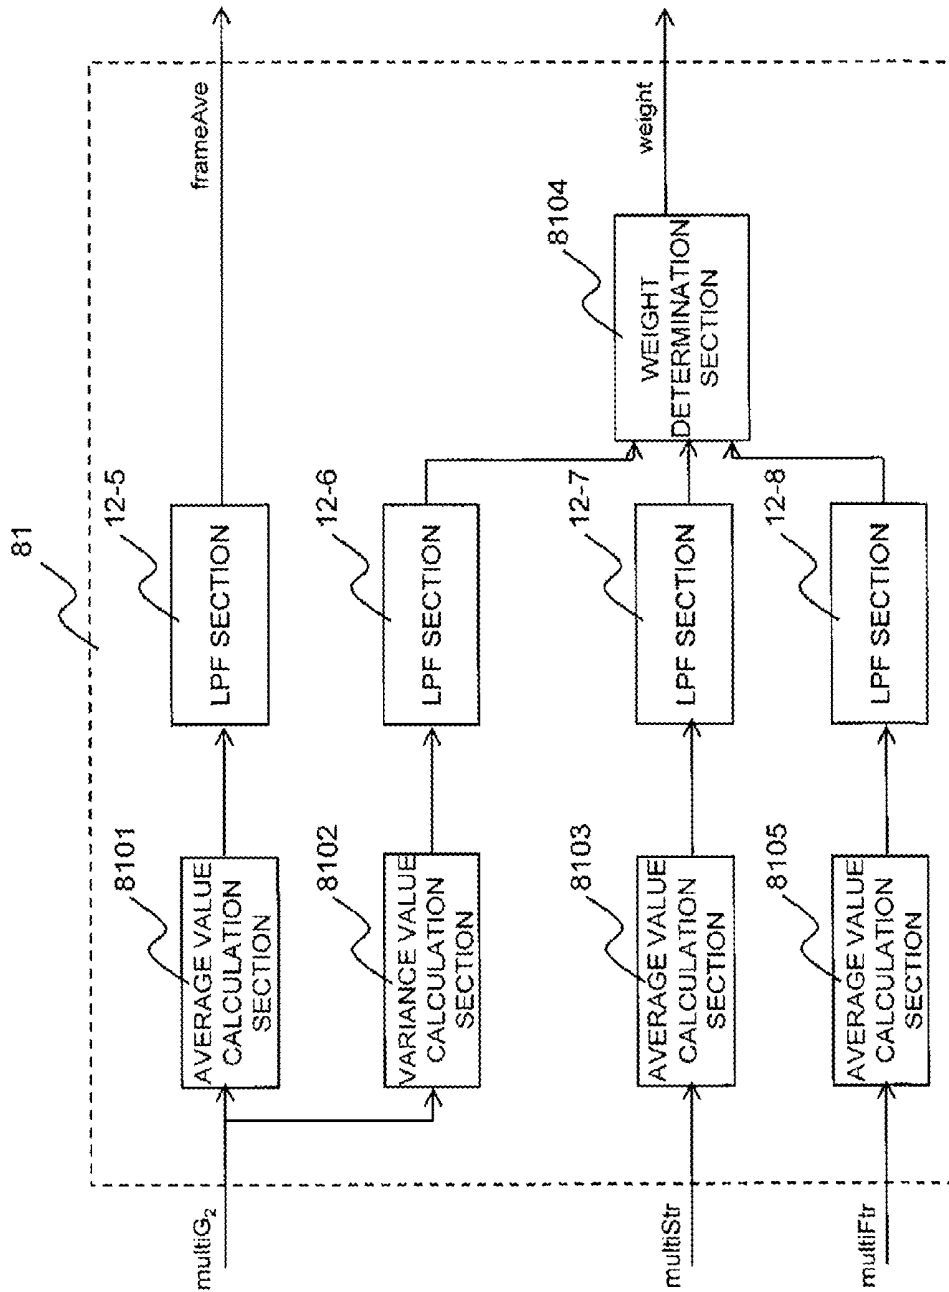 81
multiG2
8101
AVERAGE VALUE
CALCULATION
SECTION
12-5
LPF SECTION
frameAve
8102
VARIANCE VALUE
CALCULATION
SECTION
12-6
LPF SECTION
multiStr
8103
AVERAGE VALUE
CALCULATION
SECTION
12-7
LPF SECTION
8104
WEIGHT
DETERMINATION
SECTION
weight
multiFtr
8105
AVERAGE VALUE
CALCULATION
SECTION
12-8
LPF SECTION